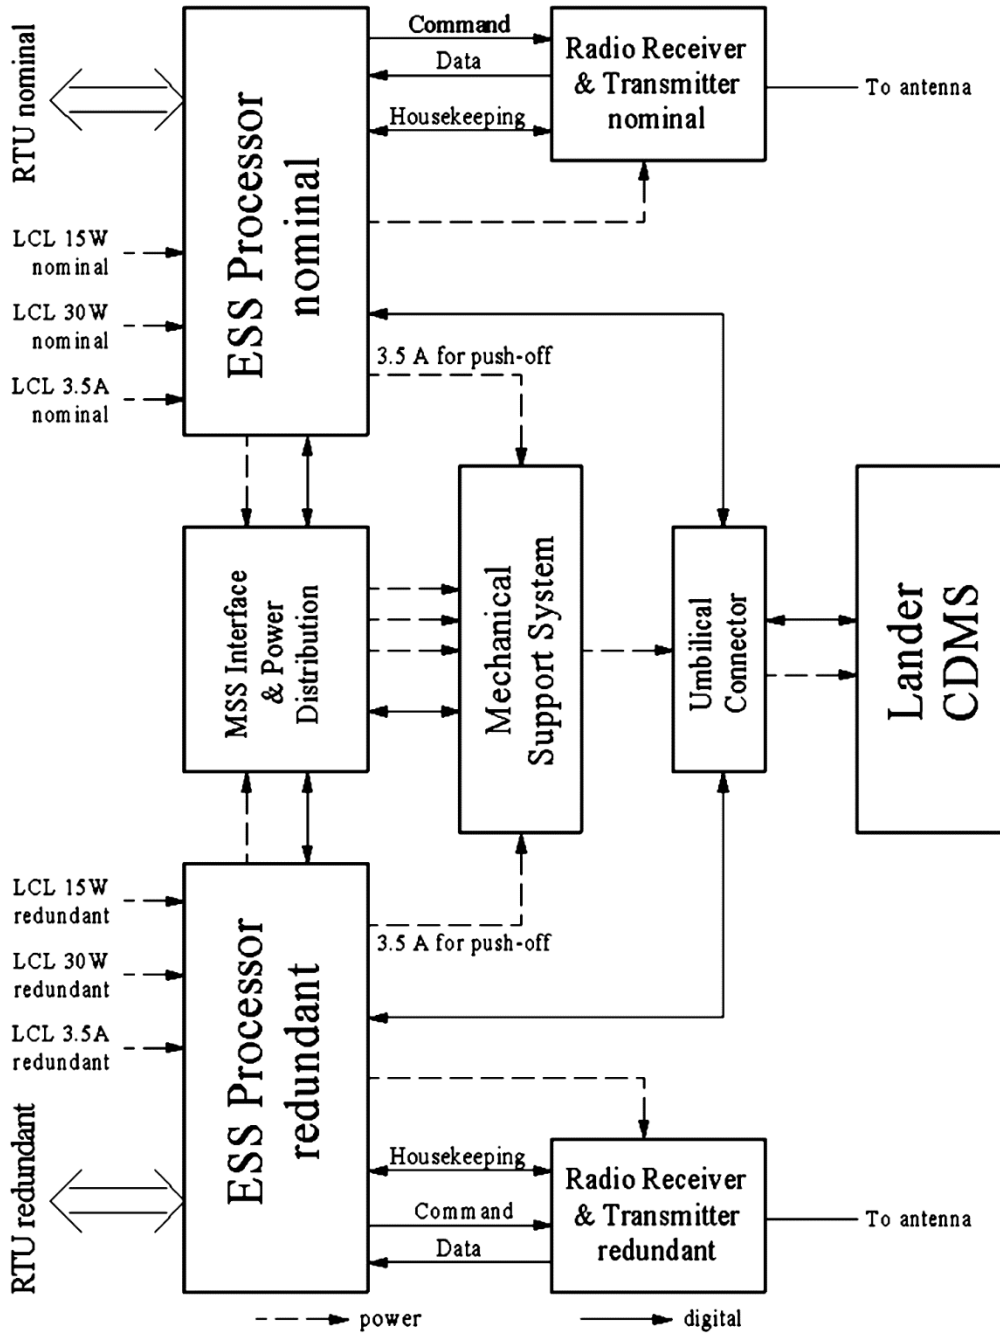 RTU nominal
LCL 15W
nominal
LCL 30W
nominal
LCL 3.5A
nominal
ESS Processor
nominal
Command
Data
Housekeeping
Radio Receiver
& Transmitter
nominal
To antenna
3.5 A for push-off
MSS Interface
& Power
Distribution
Mechanical
Support System
Umbilical
Connector
Lander
CDMS
LCL 15W
redundant
LCL 30W
redundant
LCL 3.5A
redundant
RTU redundant
ESS Processor
redundant
3.5 A for push-off
Housekeeping
Command
Data
Radio Receiver
& Transmitter
redundant
To antenna
power
digital